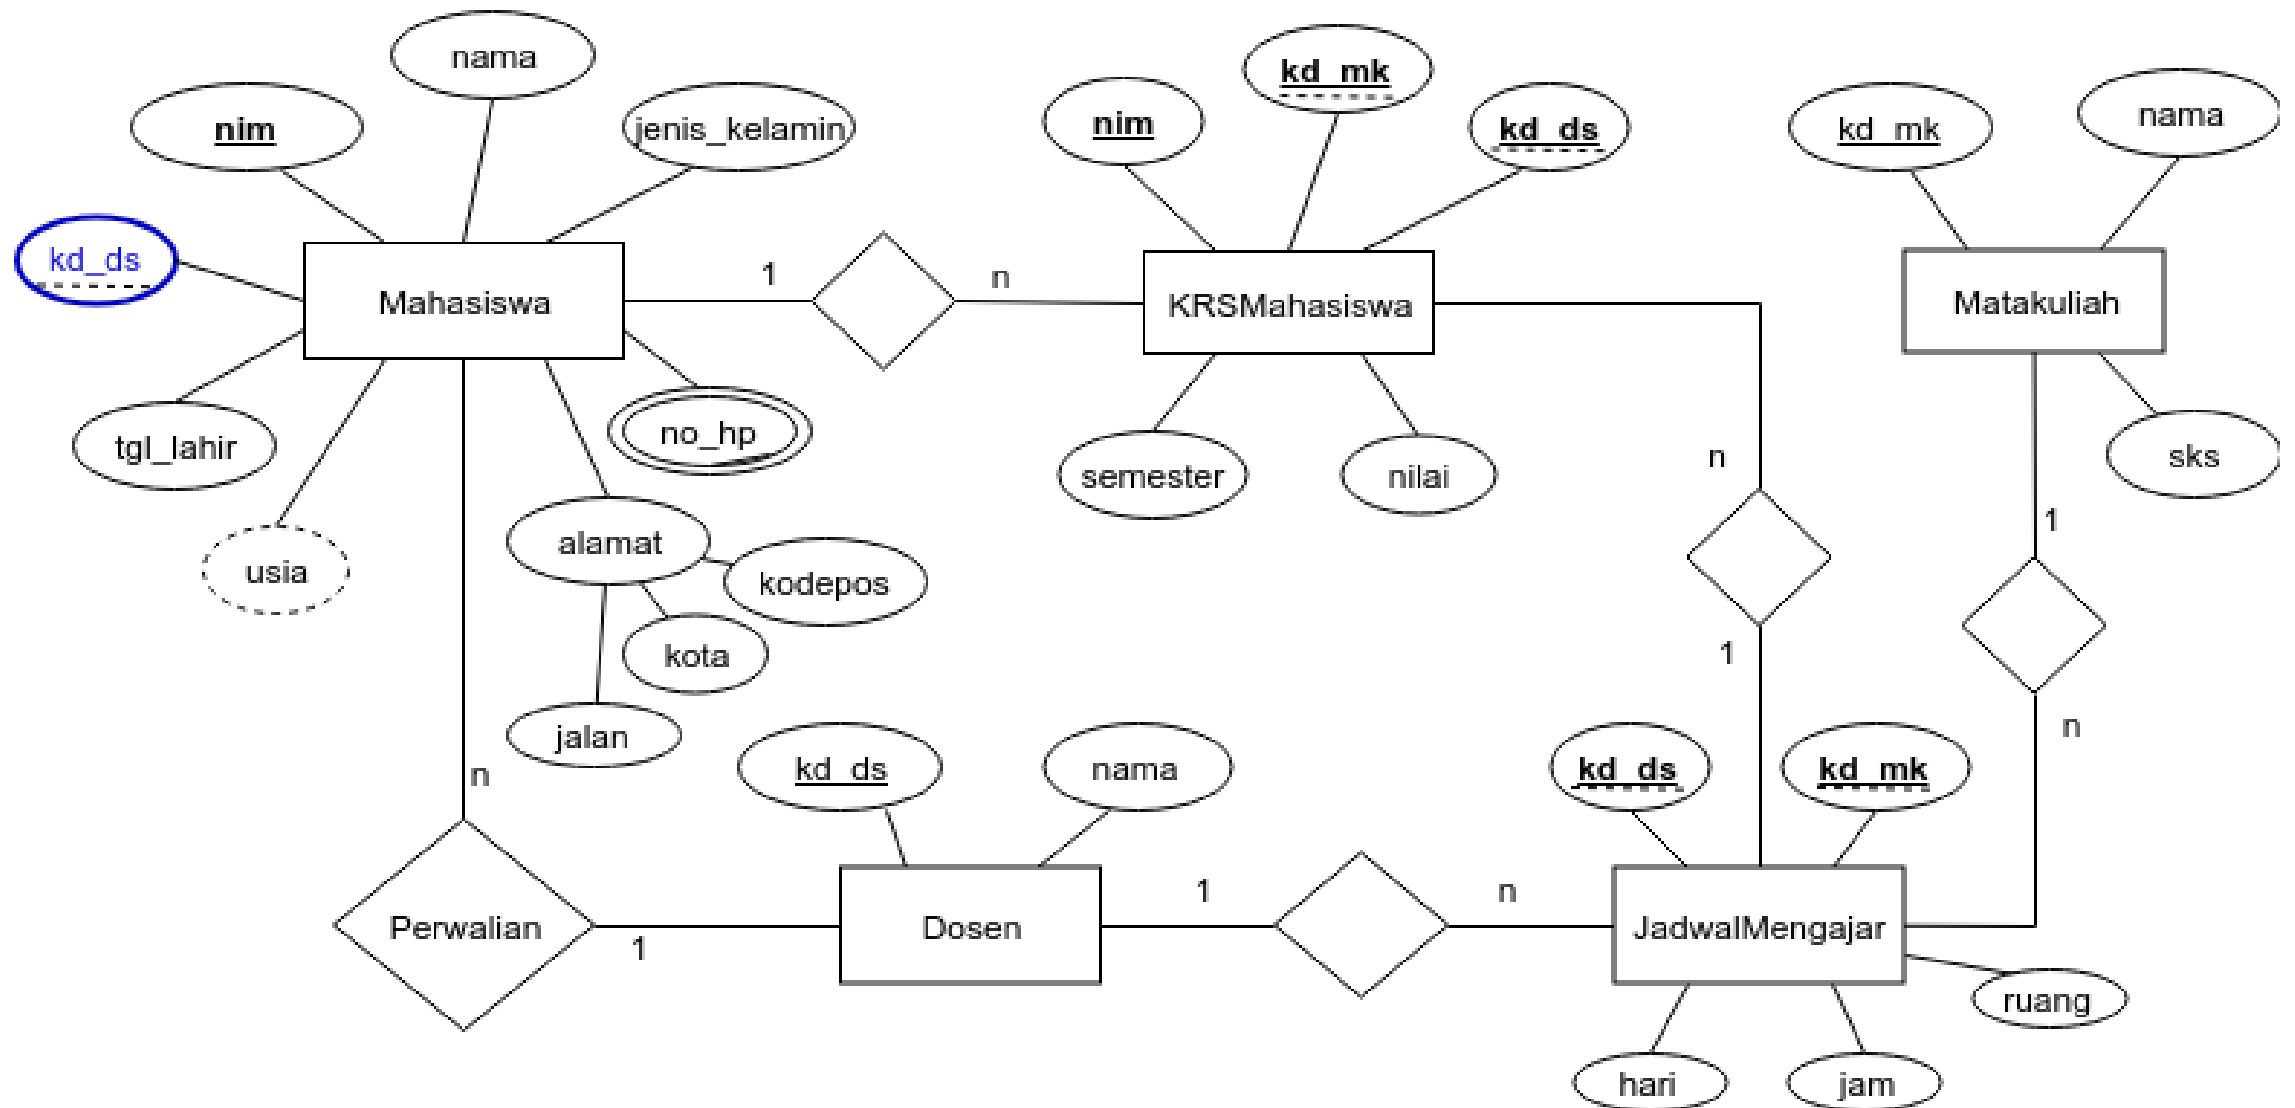 nama
nim
jenis_kelamin
kd_ds
Mahasiswa
tgl_lahir
usia
no_hp
alamat
kodepos
kota
jalan
1
n
nim
kd_mk
kd_ds
KRSMahasiswa
semester
nilai
kd_mk
nama
Matakuliah
sks
n
1
1
n
n
Perwalian
1
kd_ds
nama
Dosen
1
n
kd_ds
kd_mk
JadwalMengajar
ruang
hari
jam